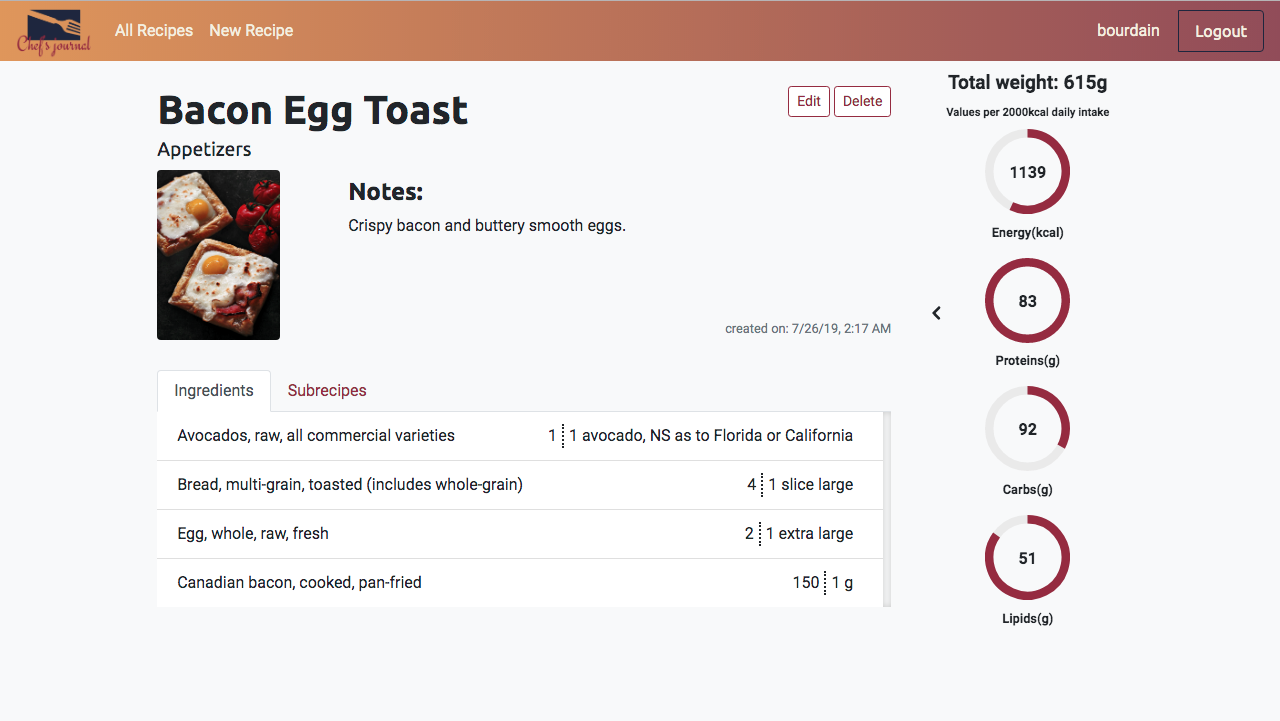 Chef's journal
All Recipes New Recipe
bourdain Logout
Bacon Egg Toast
Edit Delete
Appetizers
Notes:
Crispy bacon and buttery smooth eggs.
created on: 7/26/19, 2:17 AM
Ingredients Subrecipes
Avocados, raw, all commercial varieties 1 1 avocado, NS as to Florida or California
Bread, multi-grain, toasted (includes whole-grain) 4 1 slice large
Egg, whole, raw, fresh 2 1 extra large
Canadian bacon, cooked, pan-fried 150 1 g
Total weight: 615g
Values per 2000kcal daily intake
1139
Energy(kcal)
83
Proteins(g)
92
Carbs(g)
51
Lipids(g)